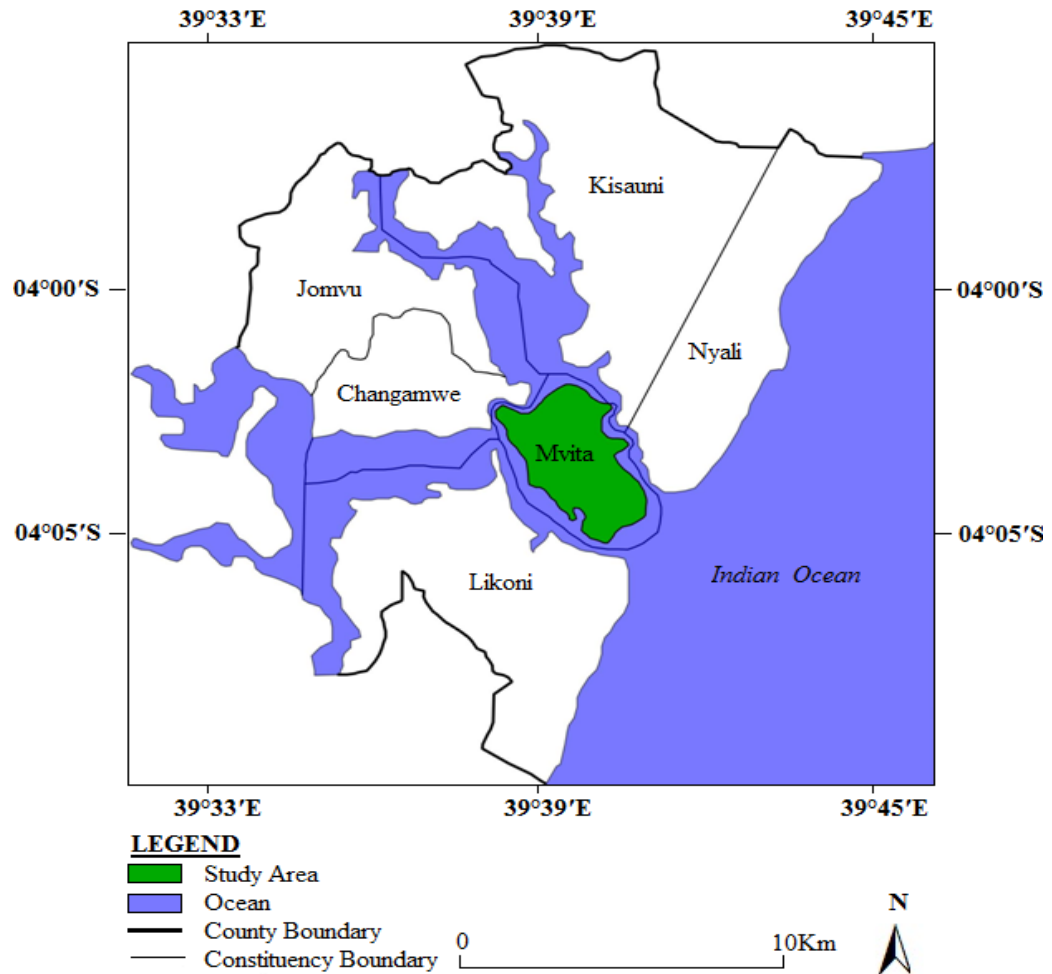 39°33′E 39°39′E 39°45′E
Kisauni
04°00′S Jomvu 04°00′S
Nyali
Changamwe
Mvita
04°05′S 04°05′S
Indian Ocean
Likoni
39°33′E 39°39′E 39°45′E
LEGEND
Study Area
Ocean
County Boundary
Constituency Boundary
0 10Km
N